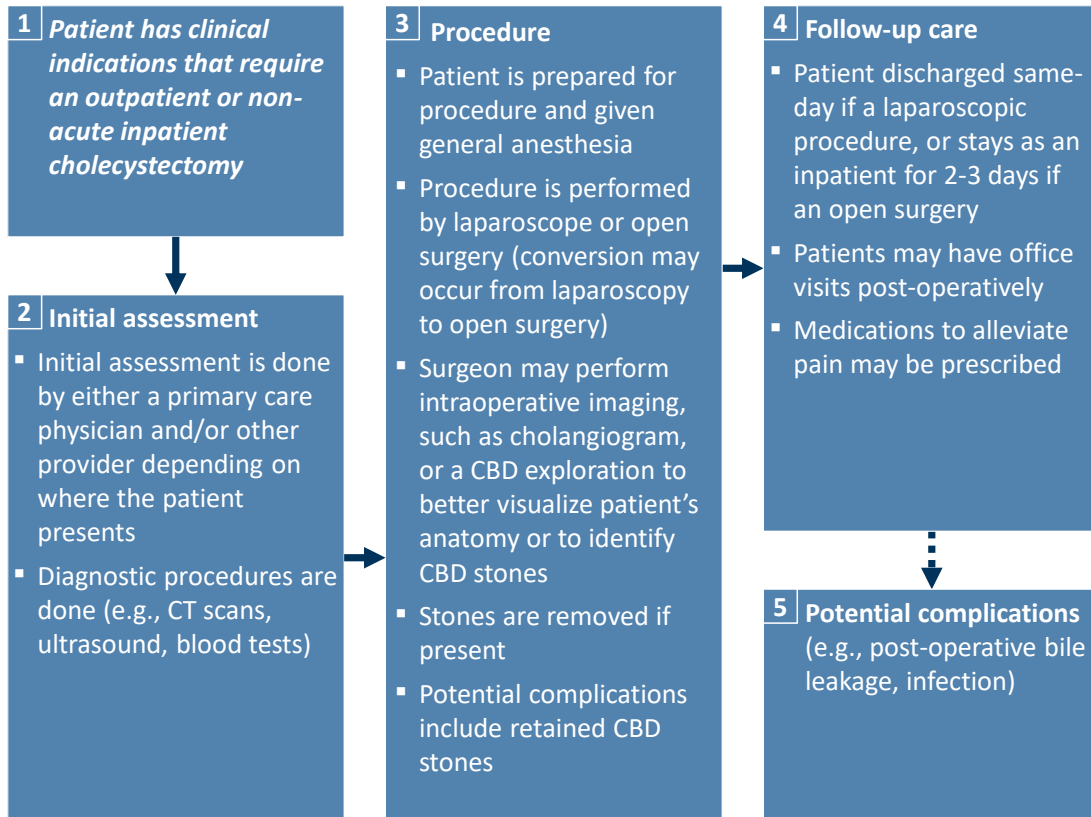 1 Patient has clinical
indications that require
an outpatient or non-
acute inpatient
cholecystectomy
2 Initial assessment
▪ Initial assessment is done
by either a primary care
physician and/or other
provider depending on
where the patient
presents
▪ Diagnostic procedures are
done (e.g., CT scans,
ultrasound, blood tests)
3 Procedure
▪ Patient is prepared for
procedure and given
general anesthesia
▪ Procedure is performed
by laparoscope or open
surgery (conversion may
occur from laparoscopy
to open surgery)
▪ Surgeon may perform
intraoperative imaging,
such as cholangiogram,
or a CBD exploration to
better visualize patient’s
anatomy or to identify
CBD stones
▪ Stones are removed if
present
▪ Potential complications
include retained CBD
stones
4 Follow-up care
▪ Patient discharged same-
day if a laparoscopic
procedure, or stays as an
inpatient for 2-3 days if
an open surgery
▪ Patients may have office
visits post-operatively
▪ Medications to alleviate
pain may be prescribed
5 Potential complications
(e.g., post-operative bile
leakage, infection)